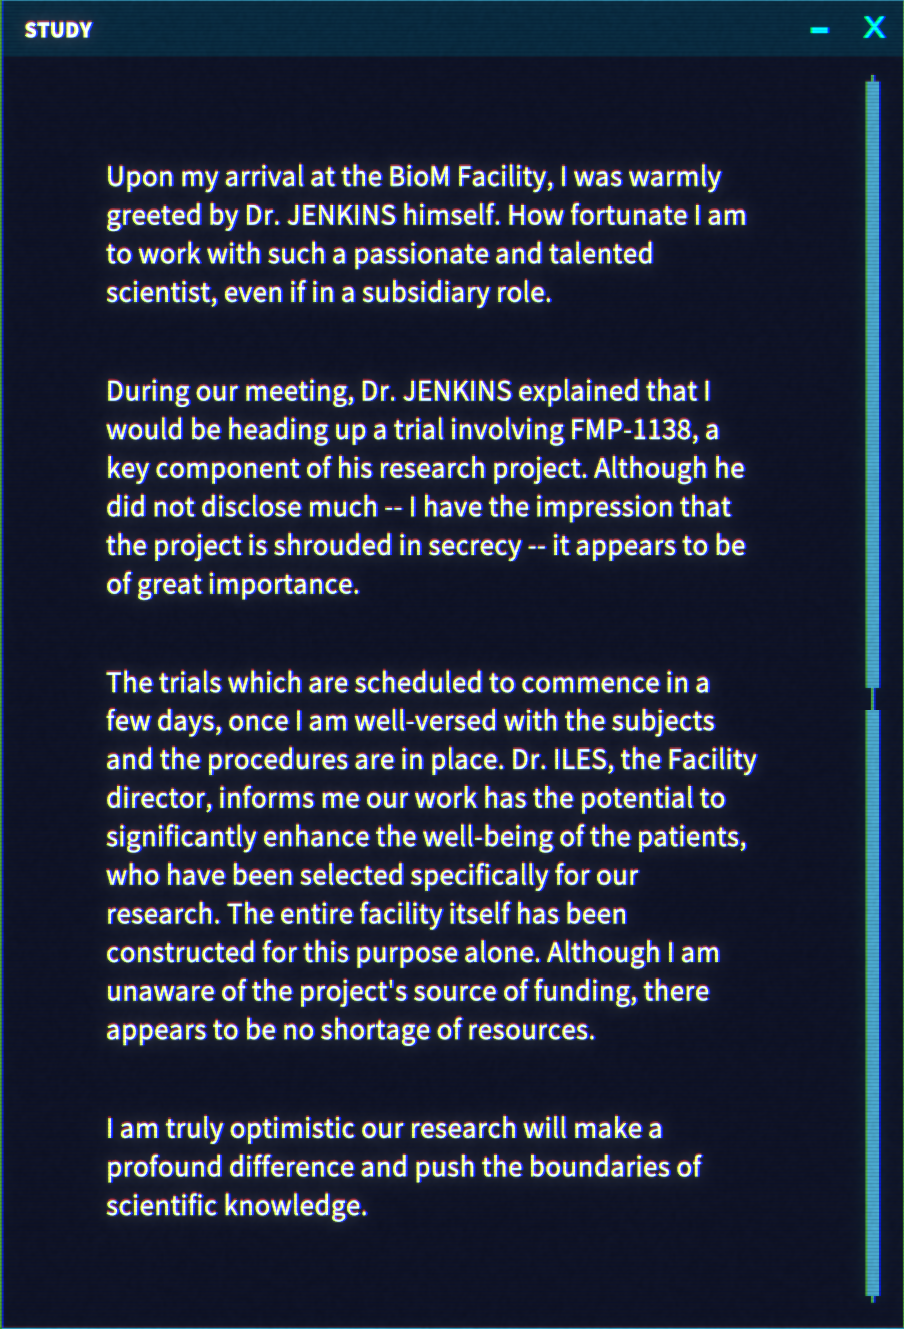 STUDY
X
Upon my arrival at the BioM Facility, I was warmly
greeted by Dr. JENKINS himself. How fortunate I am
to work with such a passionate and talented
scientist, even if in a subsidiary role.
During our meeting, Dr. JENKINS explained that I
would be heading up a trial involving FMP-1138, a
key component of his research project. Although he
did not disclose much -- I have the impression that
the project is shrouded in secrecy -- it appears to be
of great importance.
The trials which are scheduled to commence in a
few days, once I am well-versed with the subjects
and the procedures are in place. Dr. ILES, the Facility
director, informs me our work has the potential to
significantly enhance the well-being of the patients,
who have been selected specifically for our
research. The entire facility itself has been
constructed for this purpose alone. Although I am
unaware of the project's source of funding, there
appears to be no shortage of resources.
I am truly optimistic our research will make a
profound difference and push the boundaries of
scientific knowledge.